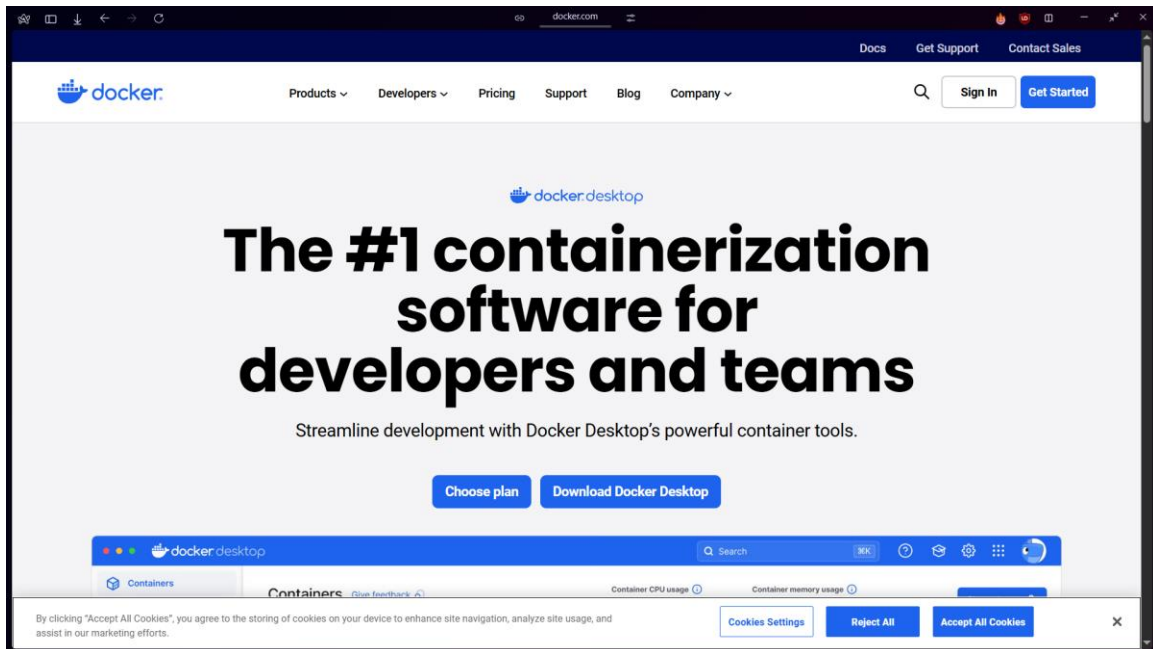 docker.com
Docs Get Support Contact Sales
docker Products Developers Pricing Support Blog Company Sign In Get Started
docker.desktop
The #1 containerization
software for
developers and teams
Streamline development with Docker Desktop's powerful container tools.
Choose plan Download Docker Desktop
docker.desktop Search ⌘K
Containers
Containers Give feedback Container CPU usage Container memory usage
By clicking "Accept All Cookies", you agree to the storing of cookies on your device to enhance site navigation, analyze site usage, and
assist in our marketing efforts.
Cookies Settings Reject All Accept All Cookies